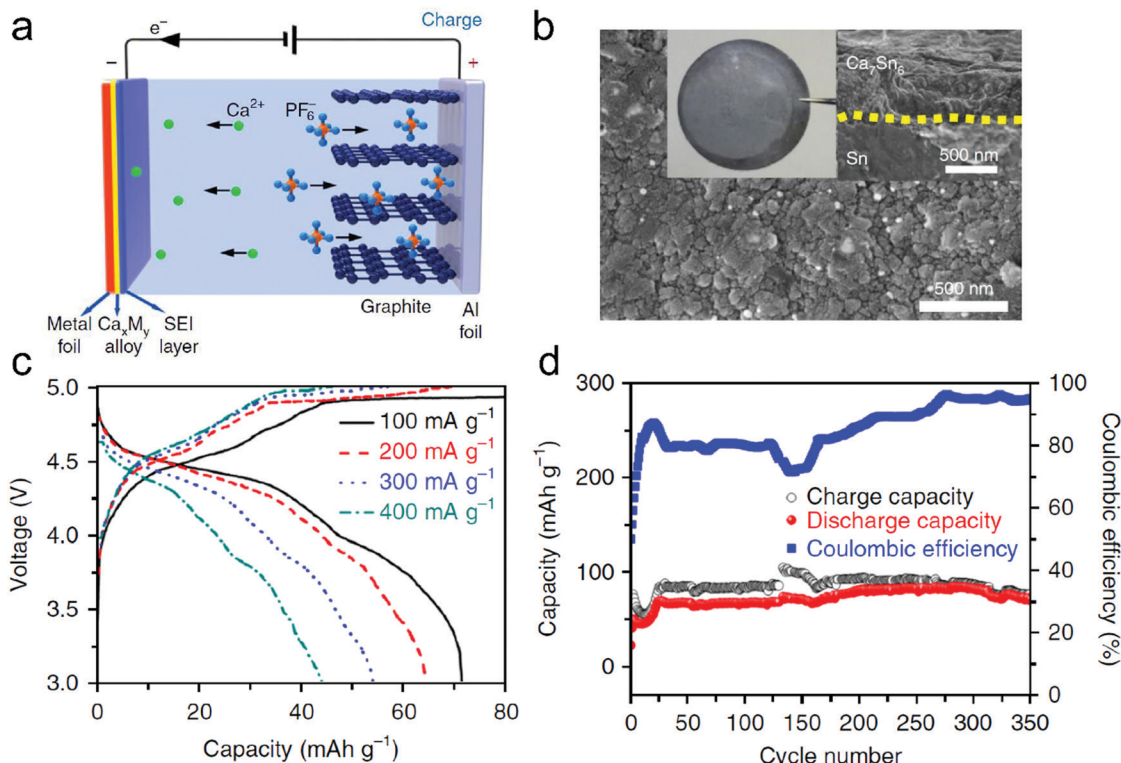 a
Charge
e⁻
−
+
Ca²⁺
PF₆⁻
Graphite
Al
foil
Metal
foil
CaₓMᵧ
alloy
SEI
layer
b
Ca₇Sn₆
Sn
500 nm
500 nm
c
5.0
4.5
4.0
3.5
3.0
Voltage (V)
100 mA g⁻¹
200 mA g⁻¹
300 mA g⁻¹
400 mA g⁻¹
0
20
40
60
80
Capacity (mAh g⁻¹)
d
300
250
200
150
100
50
0
Capacity (mAh g⁻¹)
Charge capacity
Discharge capacity
Coulombic efficiency
100
80
60
40
20
0
Coulombic efficiency (%)
0
50
100
150
200
250
300
350
Cycle number